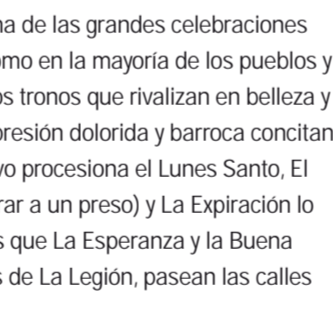 na de las grandes celebraciones
omo en la mayoría de los pueblos y
os tronos que rivalizan en belleza y
presión dolorida y barroca concitan
vo procesiona el Lunes Santo, El
rar a un preso) y La Expiración lo
s que La Esperanza y la Buena
s de La Legión, pasean las calles